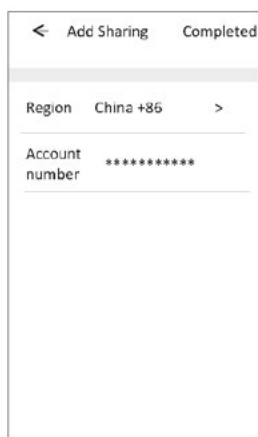 ← Add Sharing Completed
Region China +86 >
Account
number ***********